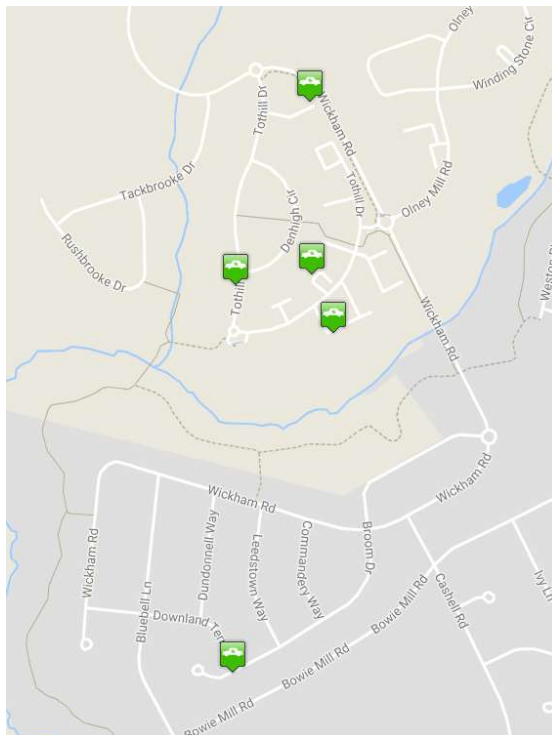 Olney
Winding Stone Cir
Wickham Rd
Tothill Dr
Tackbrooke Dr
Tothill Dr
Olney Mill Rd
Denhigh Cir
Rushbrooke Dr
Tothill
Weston
Wickham Rd
Wickham Rd
Wickham Rd
Wickham Rd
Dundonnell Way
Leedstown Way
Commandery Way
Broom Dr
Bluebell Ln
Downland Terr
Bowie Mill Rd
Cashell Rd
Ivy Ln
Bowie Mill Rd
Bowie Mill Rd